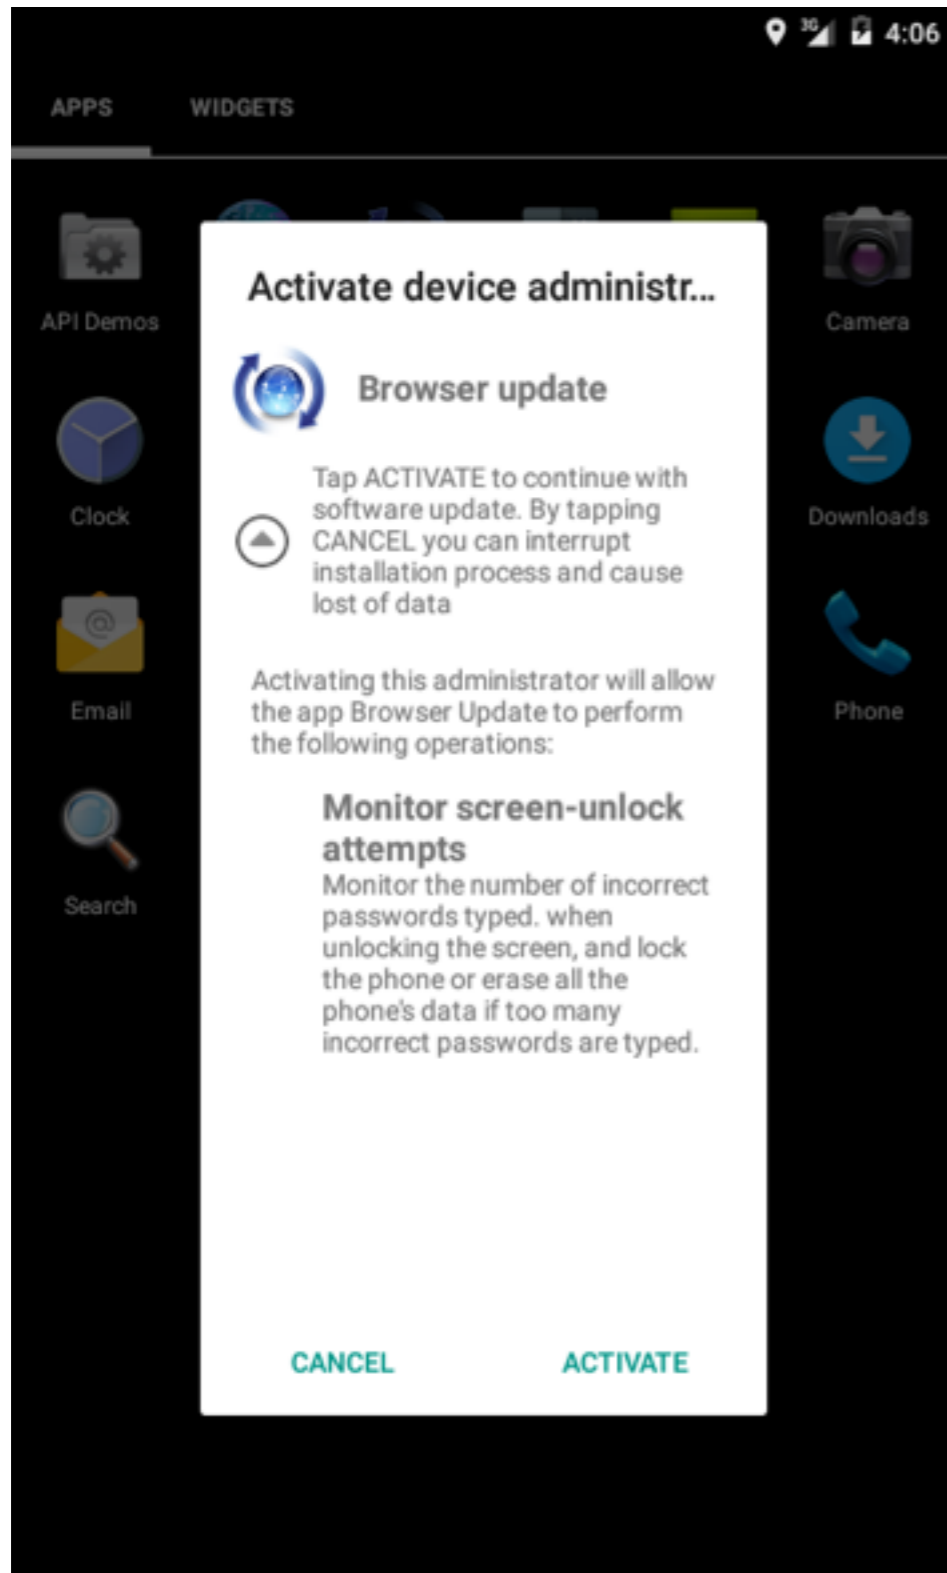 3G 4:06
APPS WIDGETS
Activate device administr...
Browser update
Tap ACTIVATE to continue with
software update. By tapping
CANCEL you can interrupt
installation process and cause
lost of data
Activating this administrator will allow
the app Browser Update to perform
the following operations:
Monitor screen-unlock
attempts
Monitor the number of incorrect
passwords typed. when
unlocking the screen, and lock
the phone or erase all the
phone's data if too many
incorrect passwords are typed.
CANCEL ACTIVATE
API Demos
Camera
Clock
Downloads
@
Email
Phone
Search